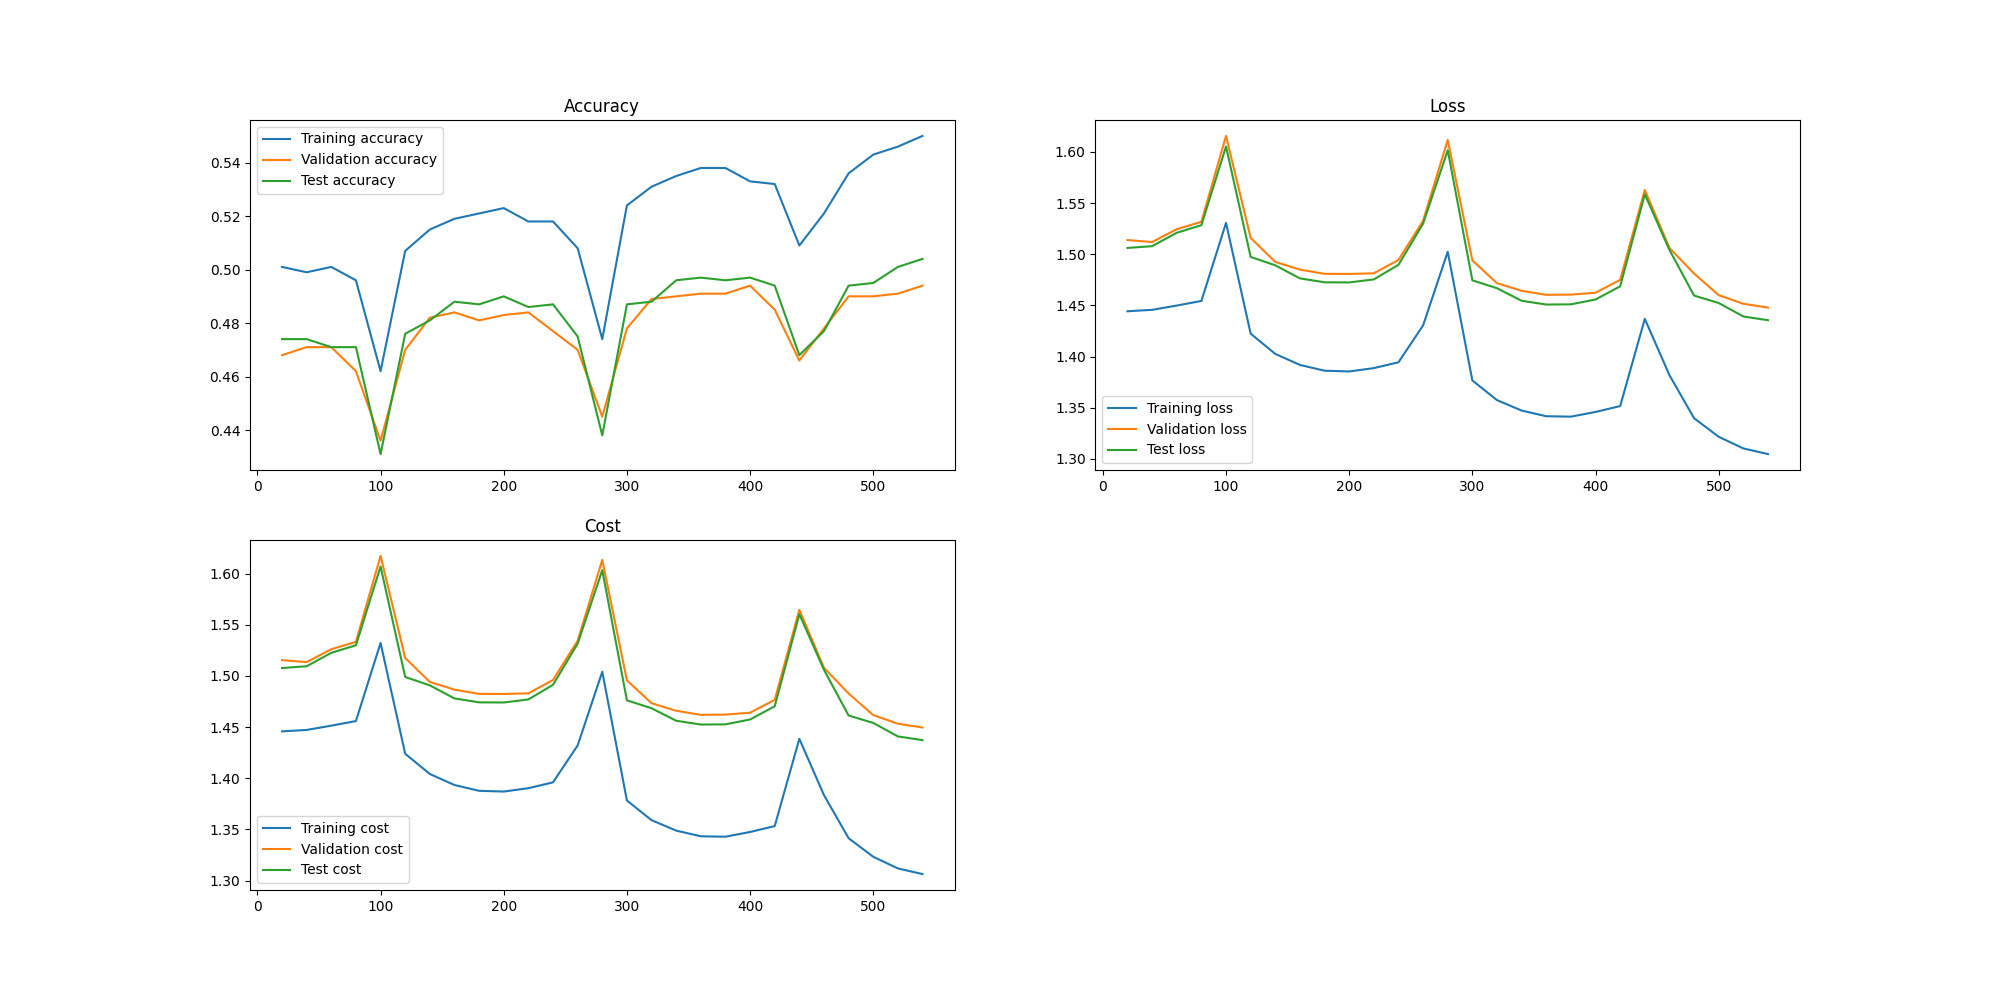 Accuracy
Training accuracy
Validation accuracy
Test accuracy
0.54
0.52
0.50
0.48
0.46
0.44
0 100 200 300 400 500
Loss
1.60
1.55
1.50
1.45
1.40
1.35
1.30
Training loss
Validation loss
Test loss
0 100 200 300 400 500
Cost
1.60
1.55
1.50
1.45
1.40
1.35
1.30
Training cost
Validation cost
Test cost
0 100 200 300 400 500